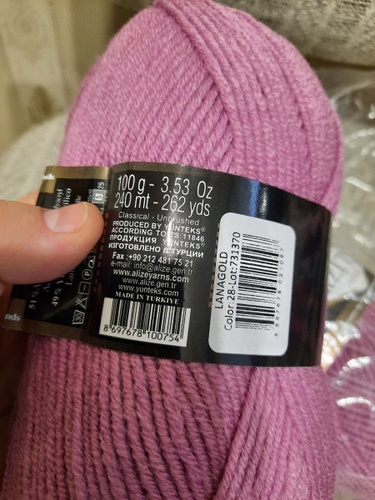 100 g - 3.53 Oz
240 mt - 262 yds
Classical - Unbrushed
PRODUCED BY YUNTEKS®
ACCORDING TO TS 11846
ПРОДУКЦИЯ YUNTEKS®
ИЗГОТОВЛЕНО В ТУРЦИИ
Fax :+90 212 481 75 21
e-mail: info@alize.gen.tr
www.alizeyarns.com
www.alize.gen.tr
www.yunteks.com
MADE IN TURKIYE
8 697678 100754
LANAGOLD
Color:28-Lot:731370